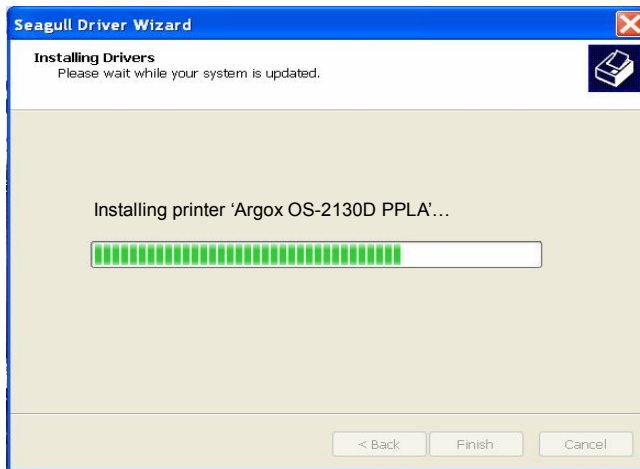 Seagull Driver Wizard
Installing Drivers
Please wait while your system is updated.
Installing printer ‘Argox OS-2130D PPLA’…
< Back
Finish
Cancel